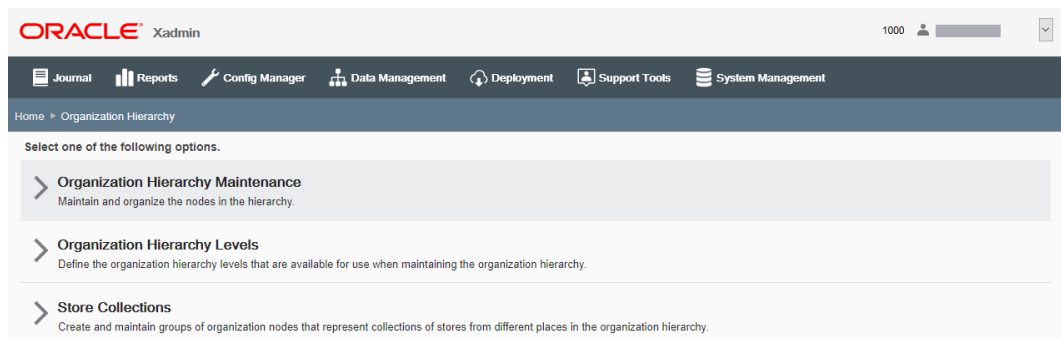 ORACLE Xadmin
1000
Journal Reports Config Manager Data Management Deployment Support Tools System Management
Home Organization Hierarchy
Select one of the following options.
Organization Hierarchy Maintenance
Maintain and organize the nodes in the hierarchy.
Organization Hierarchy Levels
Define the organization hierarchy levels that are available for use when maintaining the organization hierarchy.
Store Collections
Create and maintain groups of organization nodes that represent collections of stores from different places in the organization hierarchy.